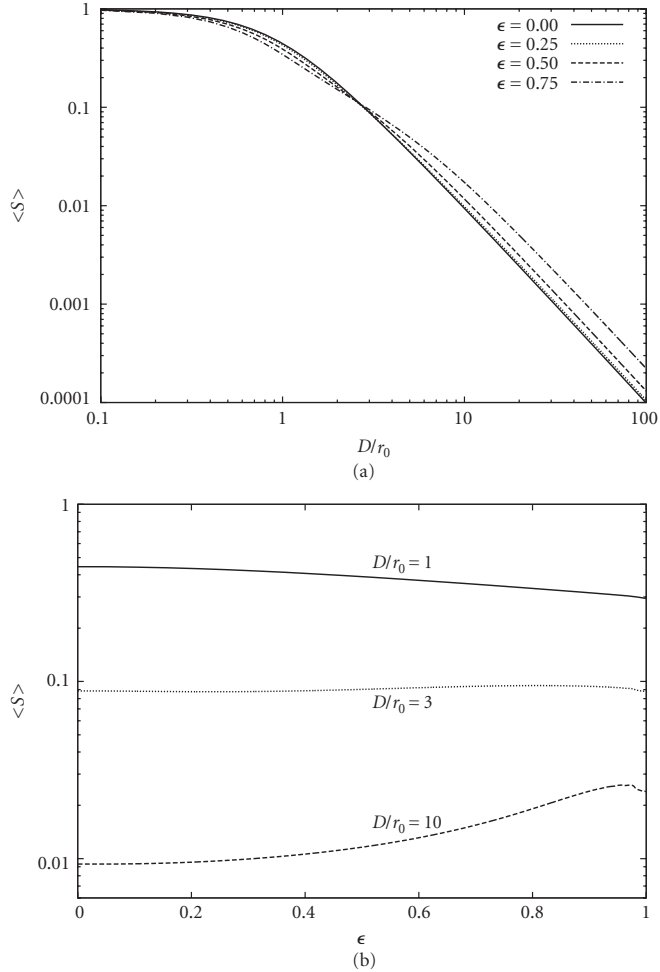 1
ϵ = 0.00
ϵ = 0.25
ϵ = 0.50
ϵ = 0.75
0.1
<S>
0.01
0.001
0.0001
0.1 1 10 100
D/r0
(a)
1
D/r0 = 1
<S>
0.1
D/r0 = 3
D/r0 = 10
0.01
0 0.2 0.4 0.6 0.8 1
ϵ
(b)